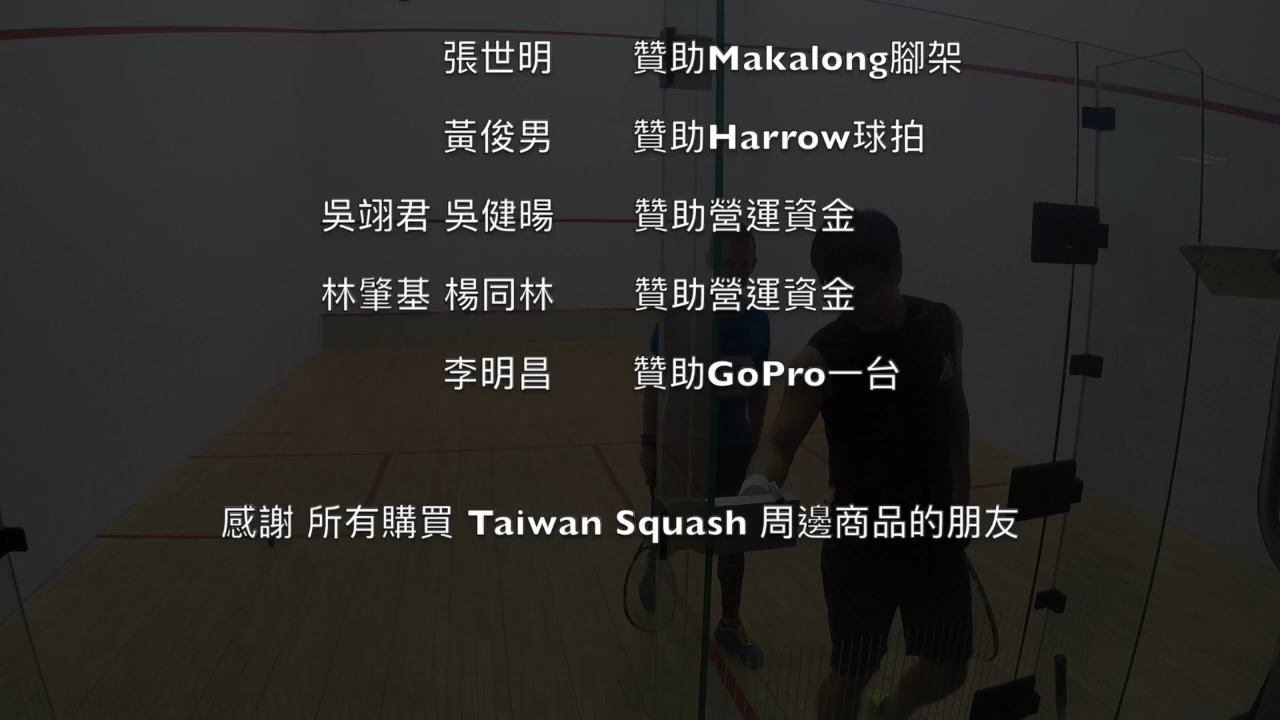 張世明 贊助Makalong腳架
黃俊男 贊助Harrow球拍
吳翊君 吳健暘 贊助營運資金
林肇基 楊同林 贊助營運資金
李明昌 贊助GoPro一台
感謝 所有購買 Taiwan Squash 周邊商品的朋友